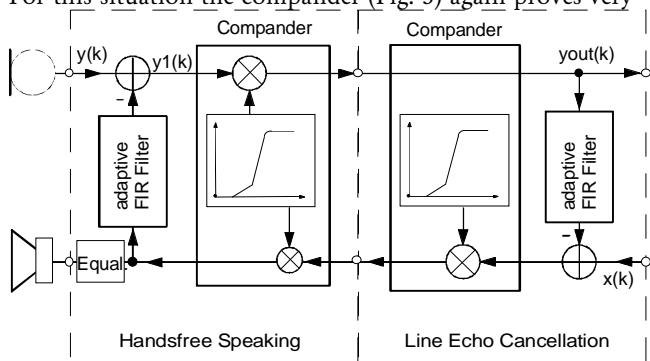 For this situation the compander (Fig. 3) again proves very
Compander
Compander
y(k)
y1(k)
yout(k)
–
adaptive
FIR Filter
adaptive
FIR Filter
–
Equal.
x(k)
Handsfree Speaking
Line Echo Cancellation